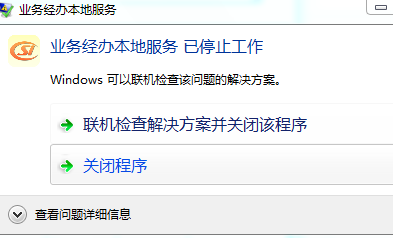 业务经办本地服务
业务经办本地服务 已停止工作
Windows 可以联机检查该问题的解决方案。
联机检查解决方案并关闭该程序
关闭程序
查看问题详细信息